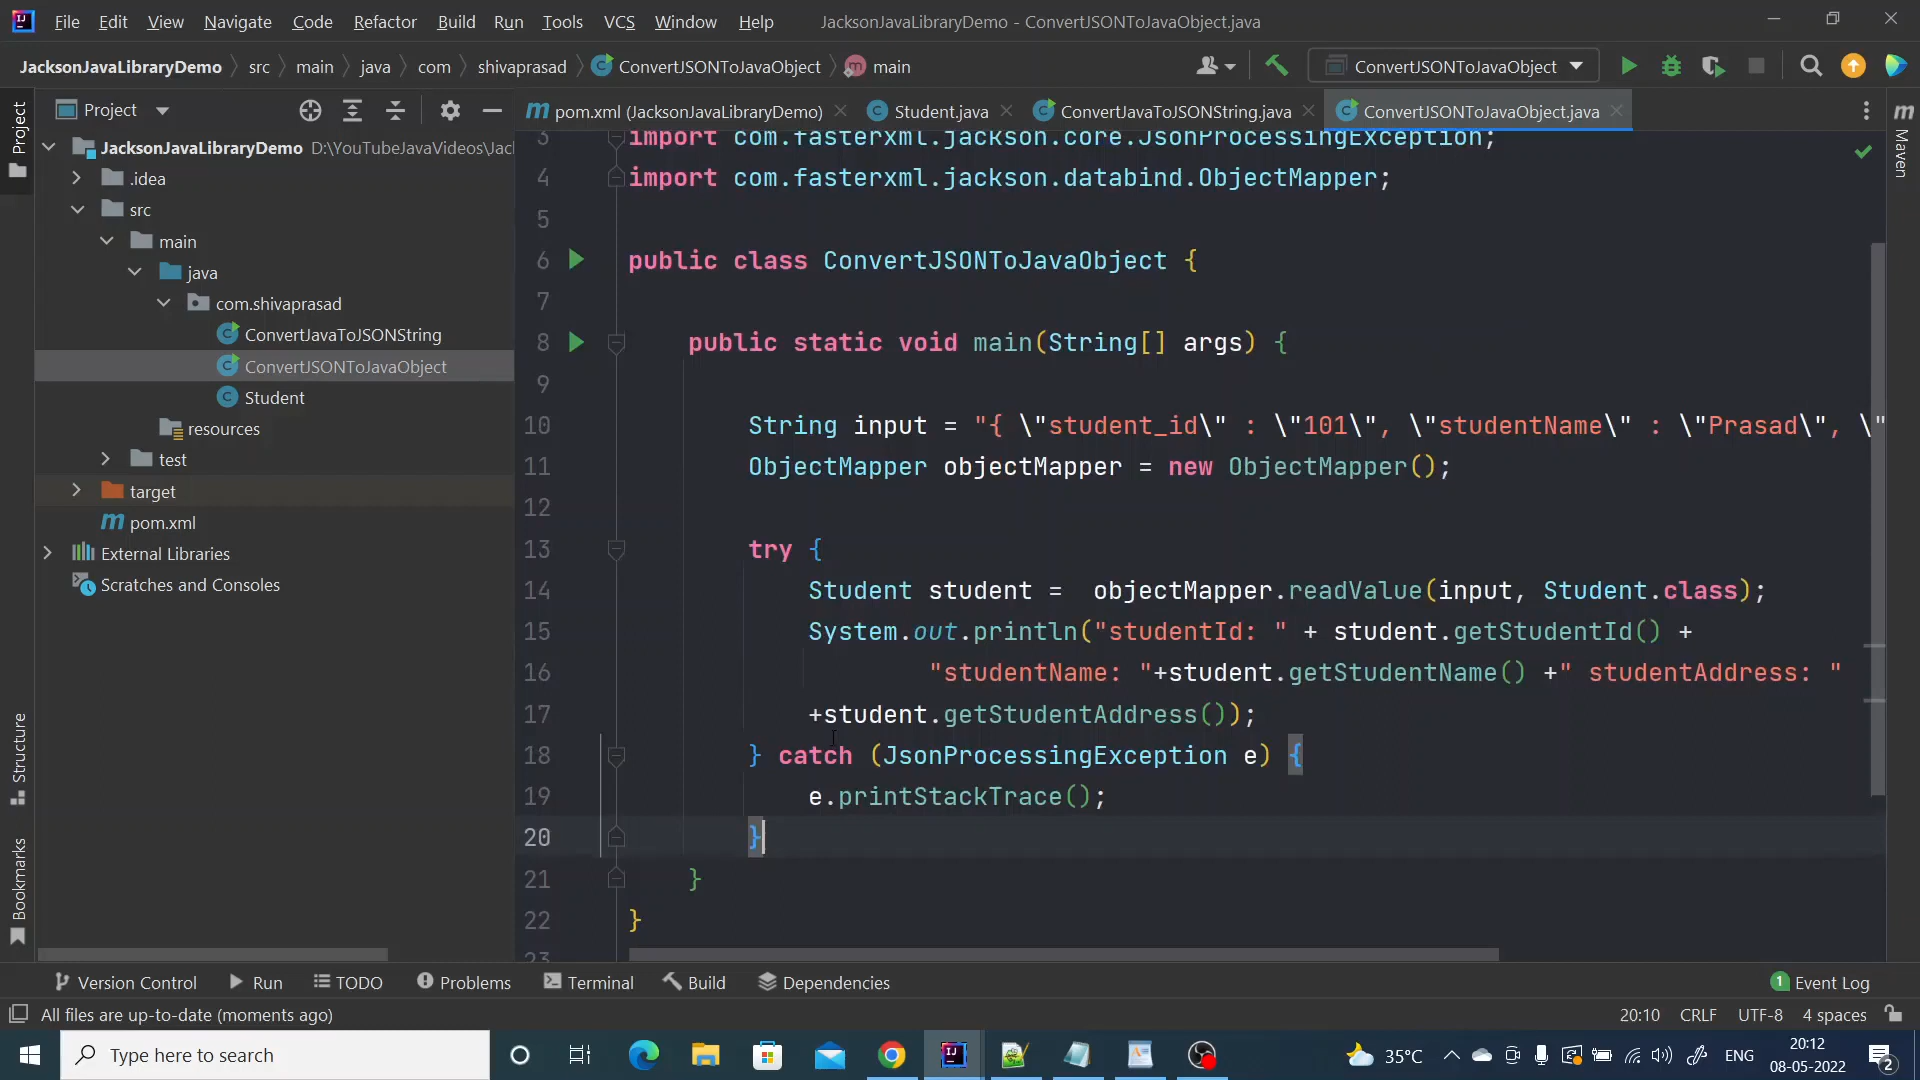 File Edit View Navigate Code Refactor Build Run Tools VCS Window Help JacksonJavaLibraryDemo - ConvertJSONToJavaObject.java
JacksonJavaLibraryDemo src main java com shivaprasad ConvertJSONToJavaObject main ConvertJSONToJavaObject
Project
pom.xml (JacksonJavaLibraryDemo) Student.java ConvertJavaToJSONString.java ConvertJSONToJavaObject.java
Project
Structure
Bookmarks
Maven
JacksonJavaLibraryDemo D:\YouTubeJavaVideos\Jac
.idea
src
main
java
com.shivaprasad
ConvertJavaToJSONString
ConvertJSONToJavaObject
Student
resources
test
target
pom.xml
External Libraries
Scratches and Consoles
3 import com.fasterxml.jackson.core.JsonProcessingException;
4 import com.fasterxml.jackson.databind.ObjectMapper;
5
6 public class ConvertJSONToJavaObject {
7
8 public static void main(String[] args) {
9
10 String input = "{ \"student_id\" : \"101\", \"studentName\" : \"Prasad\", \"
11 ObjectMapper objectMapper = new ObjectMapper();
12
13 try {
14 Student student =  objectMapper.readValue(input, Student.class);
15 System.out.println("studentId: " + student.getStudentId() +
16 "studentName: "+student.getStudentName() +" studentAddress: "
17 +student.getStudentAddress());
18 } catch (JsonProcessingException e) {
19 e.printStackTrace();
20 }
21 }
22 }
23
Version Control Run TODO Problems Terminal Build Dependencies 1 Event Log
All files are up-to-date (moments ago) 20:10 CRLF UTF-8 4 spaces
Type here to search 35°C ENG 20:12
08-05-2022 2